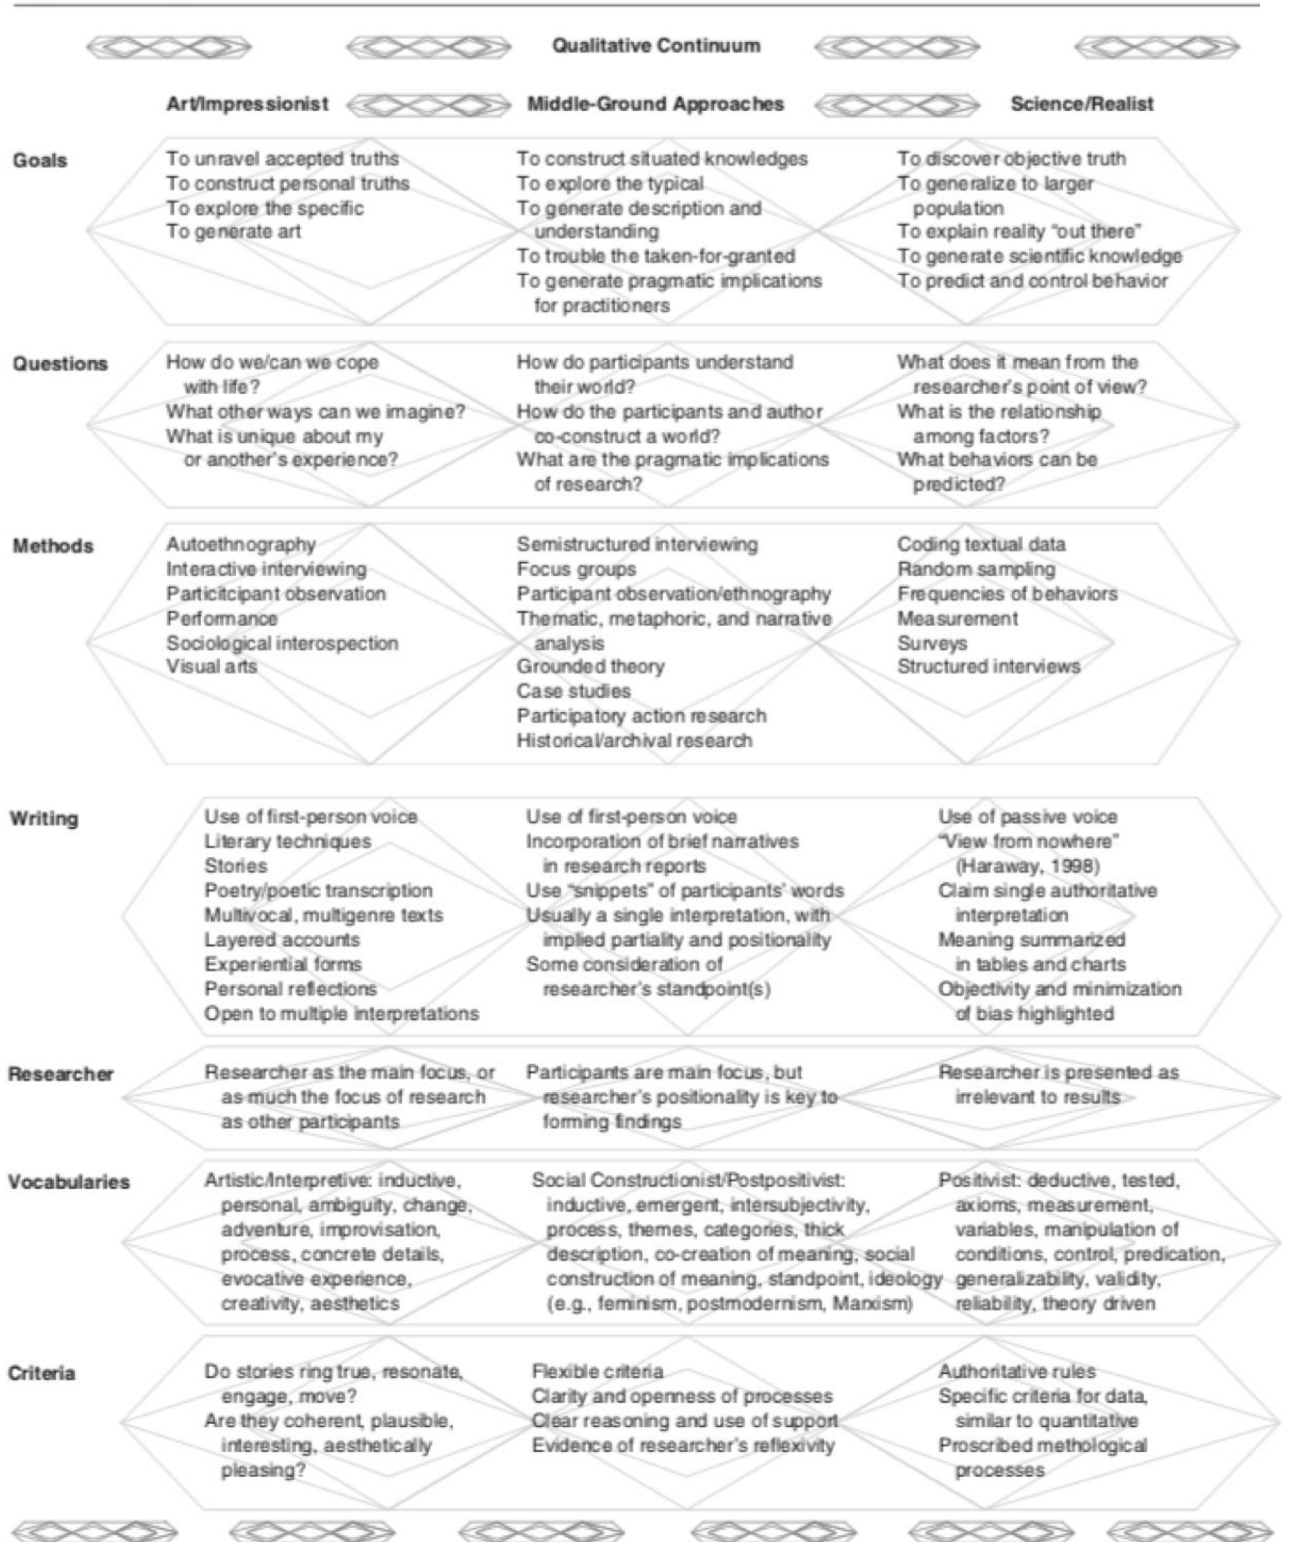 Qualitative Continuum
Art/Impressionist
Middle-Ground Approaches
Science/Realist
Goals
To unravel accepted truths
To construct personal truths
To explore the specific
To generate art
To construct situated knowledges
To explore the typical
To generate description and
understanding
To trouble the taken-for-granted
To generate pragmatic implications
for practitioners
To discover objective truth
To generalize to larger
population
To explain reality “out there”
To generate scientific knowledge
To predict and control behavior
Questions
How do we/can we cope
with life?
What other ways can we imagine?
What is unique about my
or another’s experience?
How do participants understand
their world?
How do the participants and author
co-construct a world?
What are the pragmatic implications
of research?
What does it mean from the
researcher’s point of view?
What is the relationship
among factors?
What behaviors can be
predicted?
Methods
Autoethnography
Interactive interviewing
Particitcipant observation
Performance
Sociological interospection
Visual arts
Semistructured interviewing
Focus groups
Participant observation/ethnography
Thematic, metaphoric, and narrative
analysis
Grounded theory
Case studies
Participatory action research
Historical/archival research
Coding textual data
Random sampling
Frequencies of behaviors
Measurement
Surveys
Structured interviews
Writing
Use of first-person voice
Literary techniques
Stories
Poetry/poetic transcription
Multivocal, multigenre texts
Layered accounts
Experiential forms
Personal reflections
Open to multiple interpretations
Use of first-person voice
Incorporation of brief narratives
in research reports
Use “snippets” of participants’ words
Usually a single interpretation, with
implied partiality and positionality
Some consideration of
researcher’s standpoint(s)
Use of passive voice
“View from nowhere”
(Haraway, 1998)
Claim single authoritative
interpretation
Meaning summarized
in tables and charts
Objectivity and minimization
of bias highlighted
Researcher
Researcher as the main focus, or
as much the focus of research
as other participants
Participants are main focus, but
researcher’s positionality is key to
forming findings
Researcher is presented as
irrelevant to results
Vocabularies
Artistic/Interpretive: inductive,
personal, ambiguity, change,
adventure, improvisation,
process, concrete details,
evocative experience,
creativity, aesthetics
Social Constructionist/Postpositivist:
inductive, emergent, intersubjectivity,
process, themes, categories, thick
description, co-creation of meaning, social
construction of meaning, standpoint, ideology
(e.g., feminism, postmodernism, Marxism)
Positivist: deductive, tested,
axioms, measurement,
variables, manipulation of
conditions, control, predication,
generalizability, validity,
reliability, theory driven
Criteria
Do stories ring true, resonate,
engage, move?
Are they coherent, plausible,
interesting, aesthetically
pleasing?
Flexible criteria
Clarity and openness of processes
Clear reasoning and use of support
Evidence of researcher’s reflexivity
Authoritative rules
Specific criteria for data,
similar to quantitative
Proscribed methological
processes